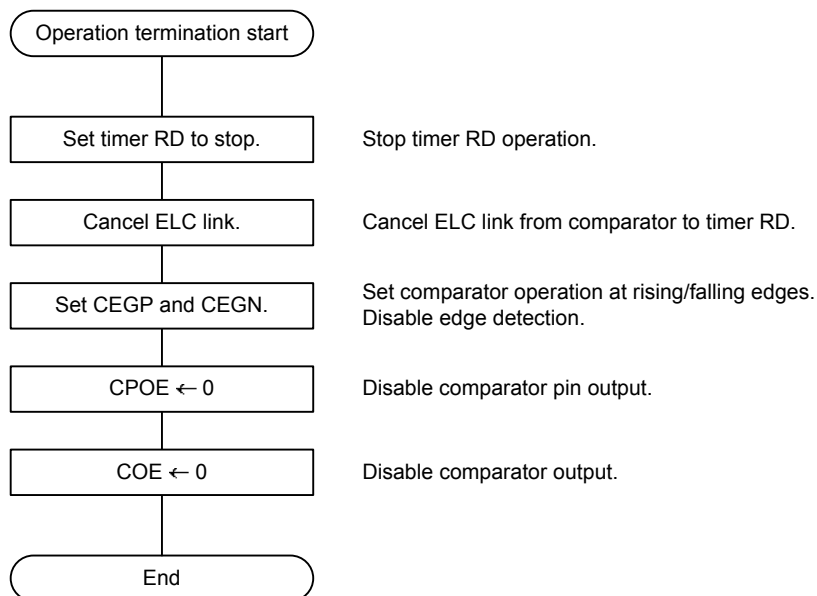 Operation termination start
Set timer RD to stop.
Stop timer RD operation.
Cancel ELC link.
Cancel ELC link from comparator to timer RD.
Set CEGP and CEGN.
Set comparator operation at rising/falling edges.
Disable edge detection.
CPOE ← 0
Disable comparator pin output.
COE ← 0
Disable comparator output.
End